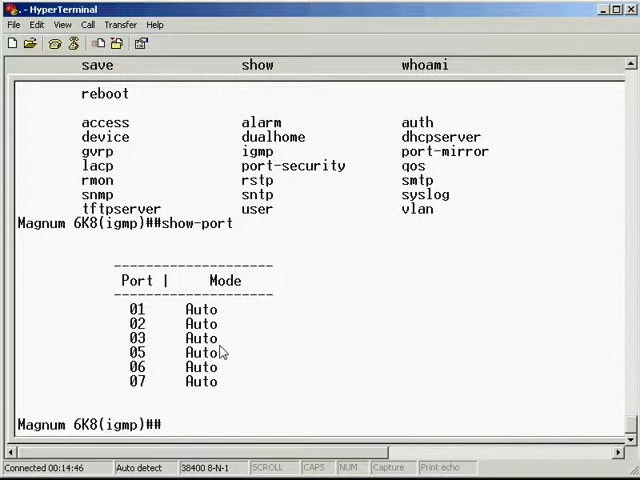 - HyperTerminal
File Edit View Call Transfer Help
save show whoami
reboot
access alarm auth
device dualhome dhcpserver
gvrp igmp port-mirror
lacp port-security qos
rmon rstp smtp
snmp sntp syslog
tftpserver user vlan
Magnum 6K8(igmp)##show-port
--------------------
Port | Mode
--------------------
01 Auto
02 Auto
03 Auto
05 Auto
06 Auto
07 Auto
Magnum 6K8(igmp)##
Connected 00:14:46 Auto detect 38400 8-N-1 SCROLL CAPS NUM Capture Print echo